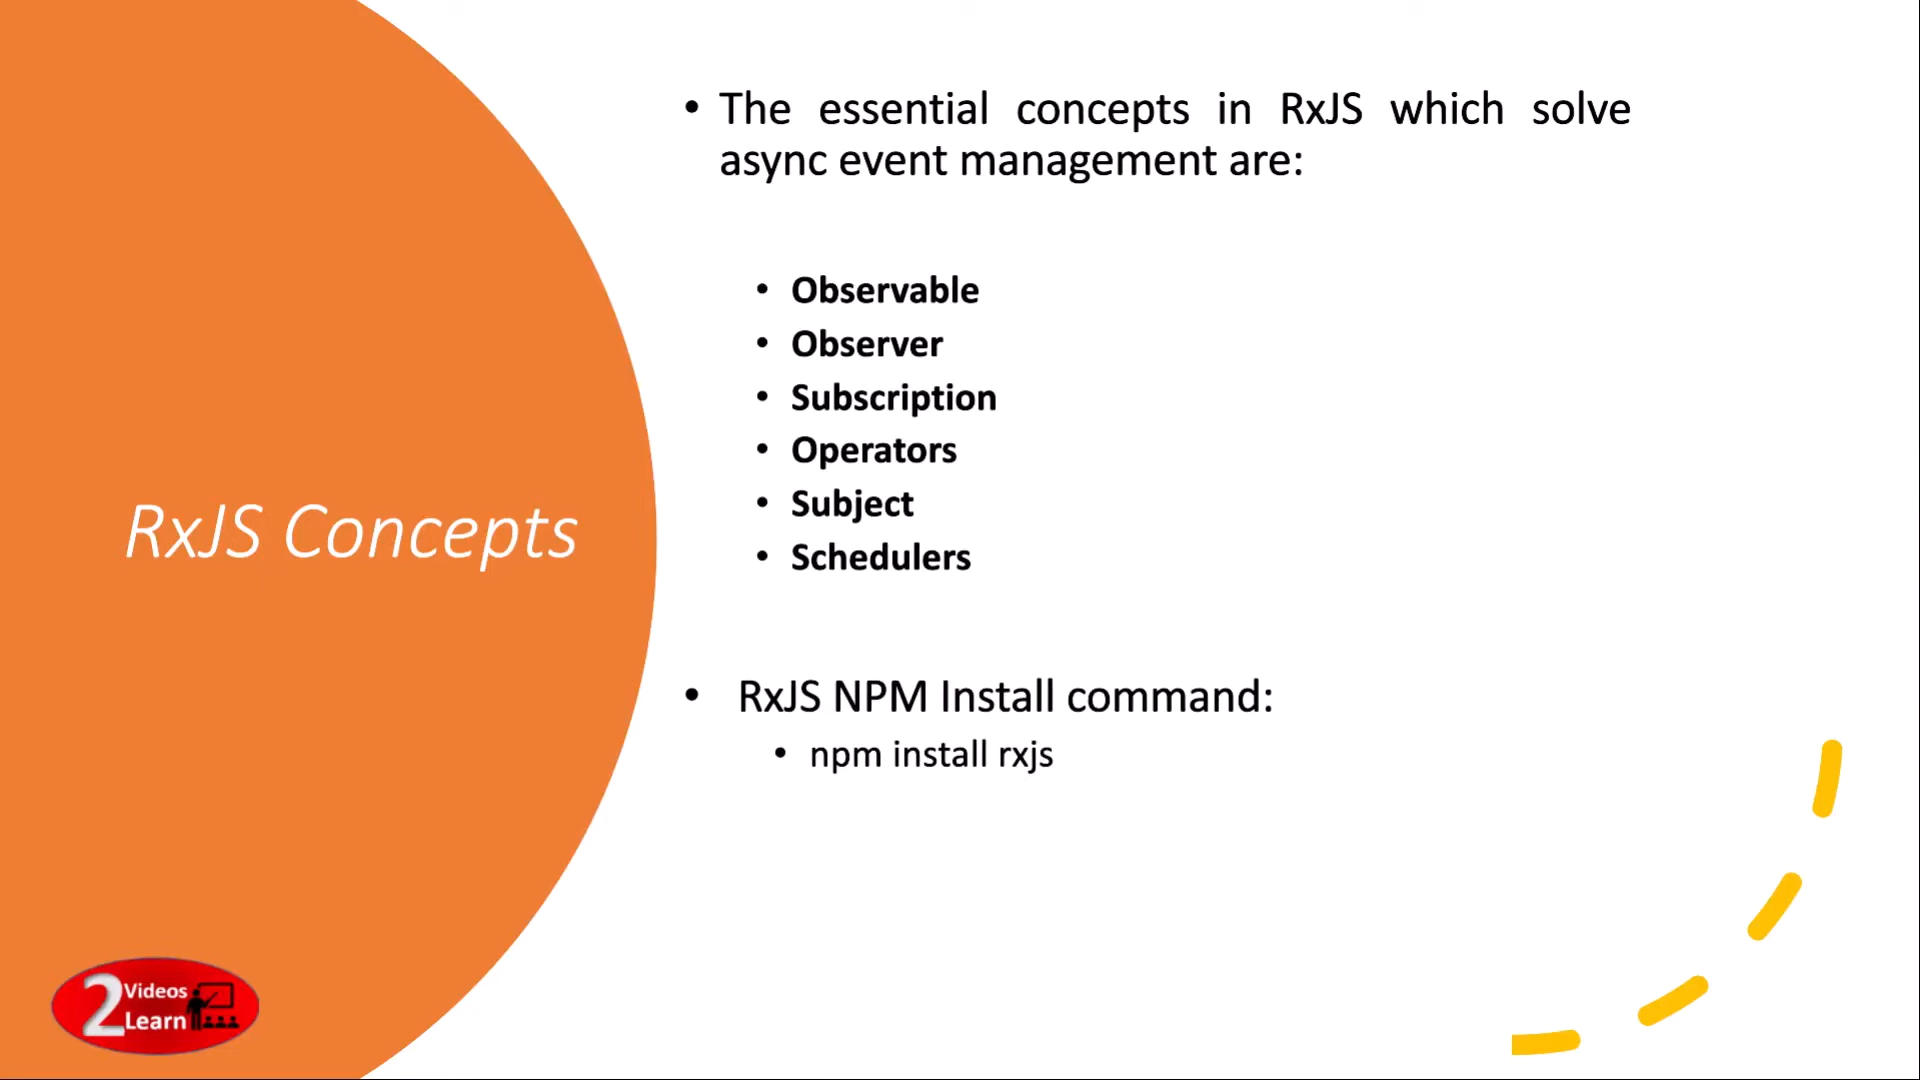 RxJS Concepts
• The essential concepts in RxJS which solve
async event management are:
• Observable
• Observer
• Subscription
• Operators
• Subject
• Schedulers
• RxJS NPM Install command:
• npm install rxjs
2 Videos
Learn